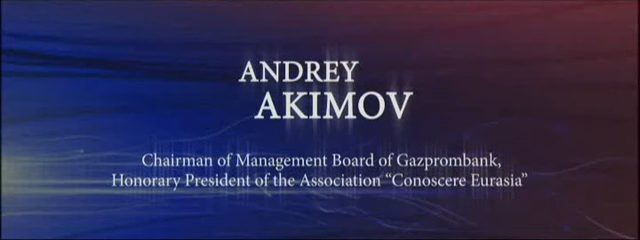 ANDREY
AKIMOV
Chairman of Management Board of Gazprombank,
Honorary President of the Association “Conoscere Eurasia”